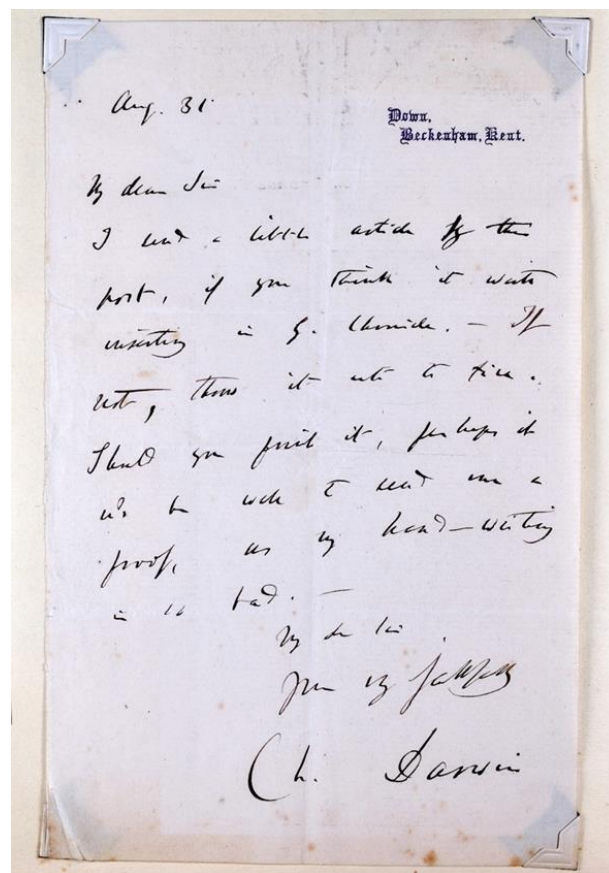 Aug. 31
Down,
Beckenham, Kent.
My dear Sir
I send a little article by this
post, if you think it worth
inserting in G. Chronicle. — If
not, throw it into the fire.
Should you print it, perhaps it
wd be well to send me a
proof, as my hand-writing
is so bad. —
My dear Sir
Yours very faithfully
Ch. Darwin